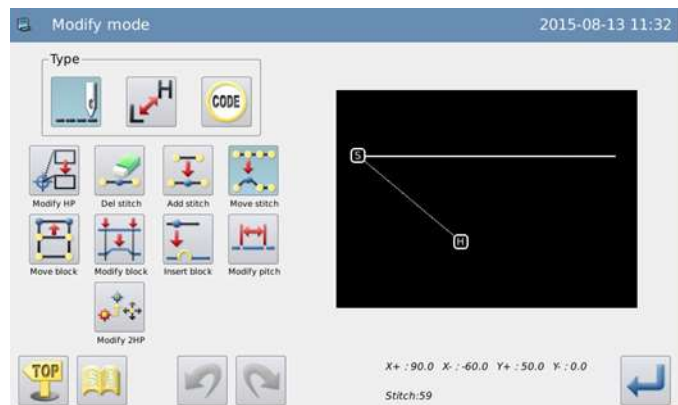 Modify mode 2015-08-13 11:32
Type
L H CODE
Modify HP Del stitch Add stitch Move stitch
Move block Modify block Insert block Modify pitch
Modify 2HP
S
H
TOP
X+ : 90.0 X- : -60.0 Y+ : 50.0 Y- : 0.0
Stitch:59